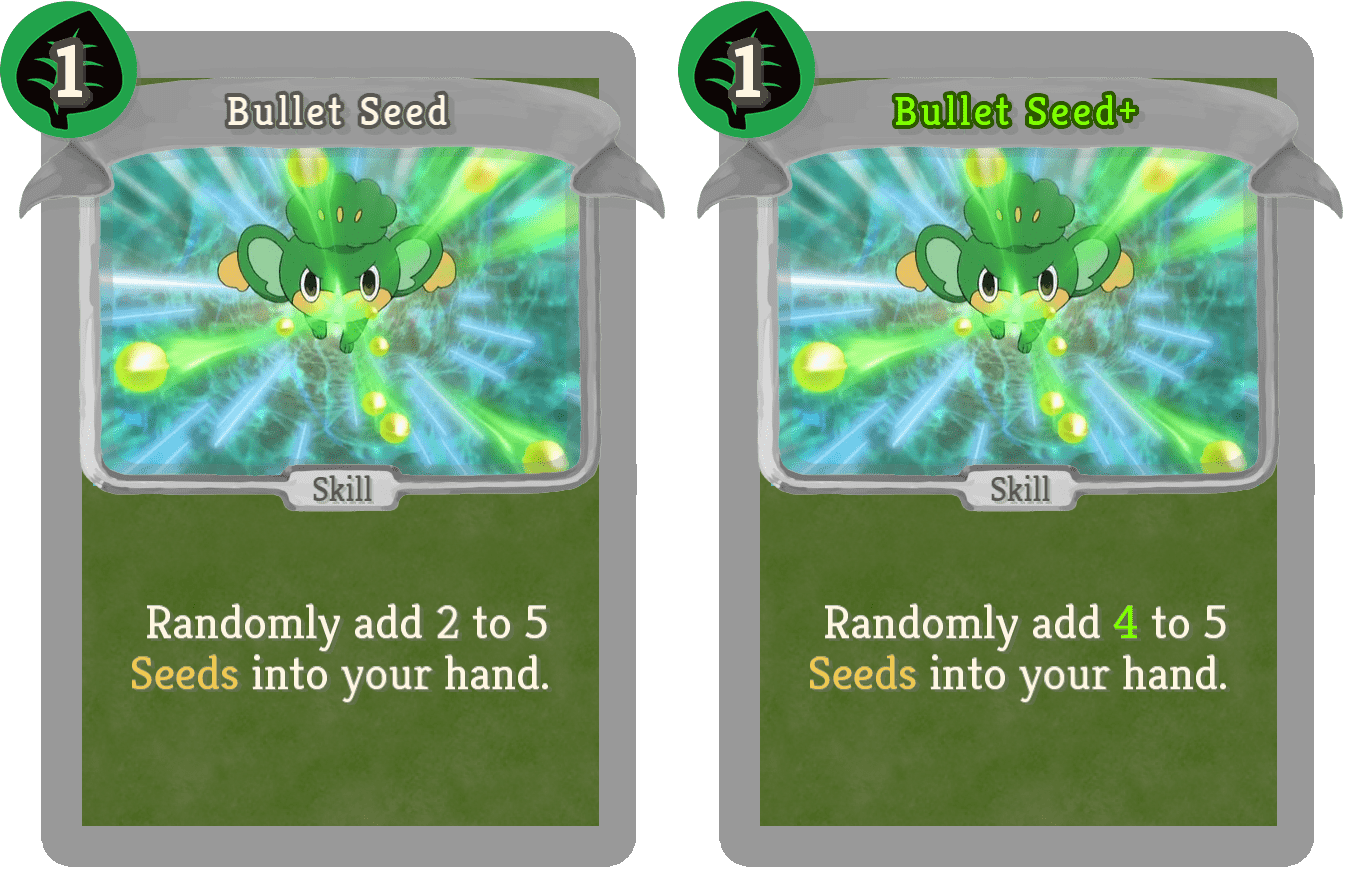 1
Bullet Seed
Skill
Randomly add 2 to 5
Seeds into your hand.
1
Bullet Seed+
Skill
Randomly add 4 to 5
Seeds into your hand.